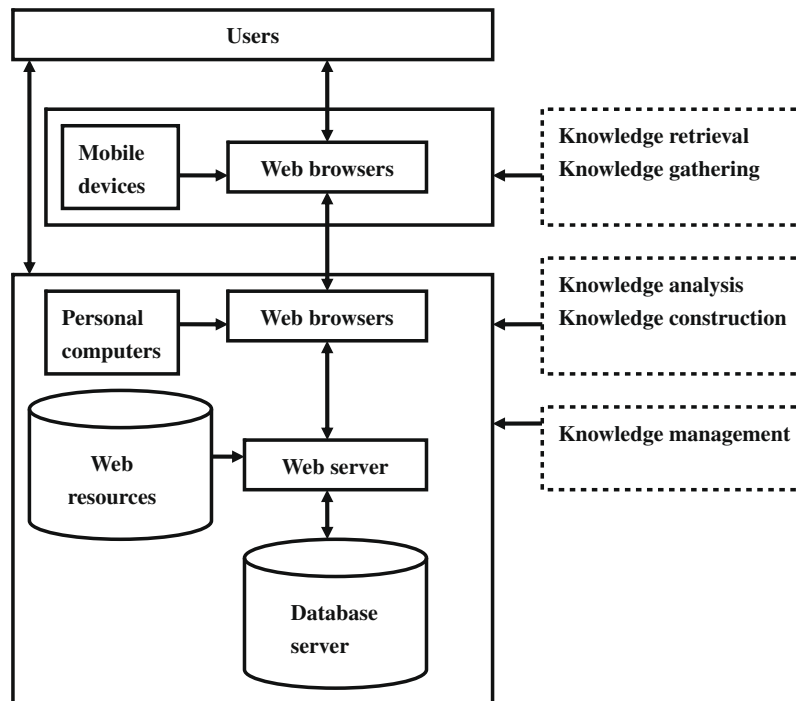 Users
Mobile
devices
Web browsers
Knowledge retrieval
Knowledge gathering
Personal
computers
Web browsers
Knowledge analysis
Knowledge construction
Web
resources
Web server
Knowledge management
Database
server